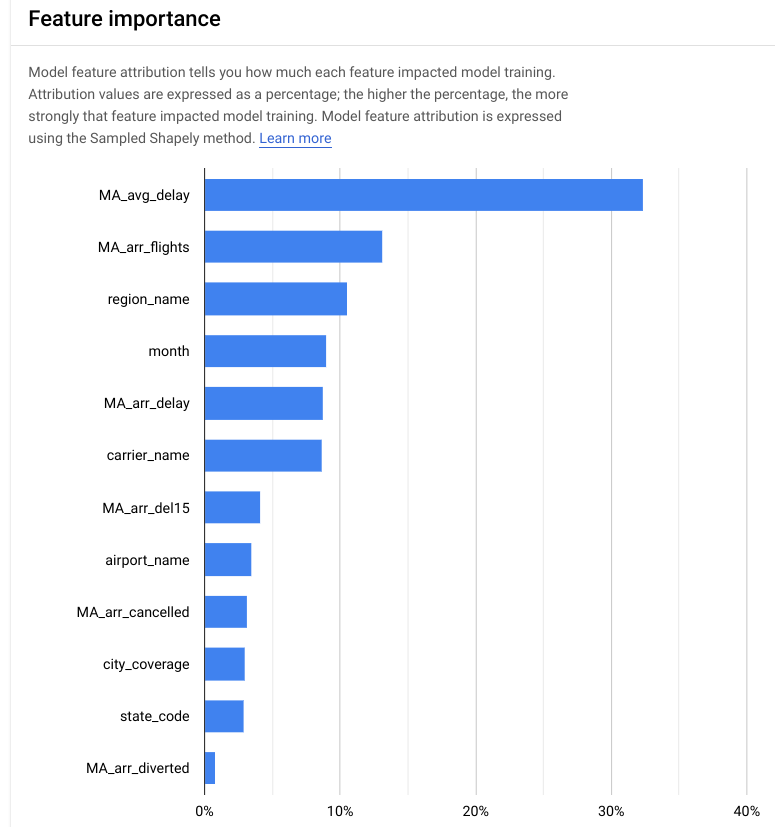 Feature importance
Model feature attribution tells you how much each feature impacted model training.
Attribution values are expressed as a percentage; the higher the percentage, the more
strongly that feature impacted model training. Model feature attribution is expressed
using the Sampled Shapely method. Learn more
MA_avg_delay
MA_arr_flights
region_name
month
MA_arr_delay
carrier_name
MA_arr_del15
airport_name
MA_arr_cancelled
city_coverage
state_code
MA_arr_diverted
0% 10% 20% 30% 40%